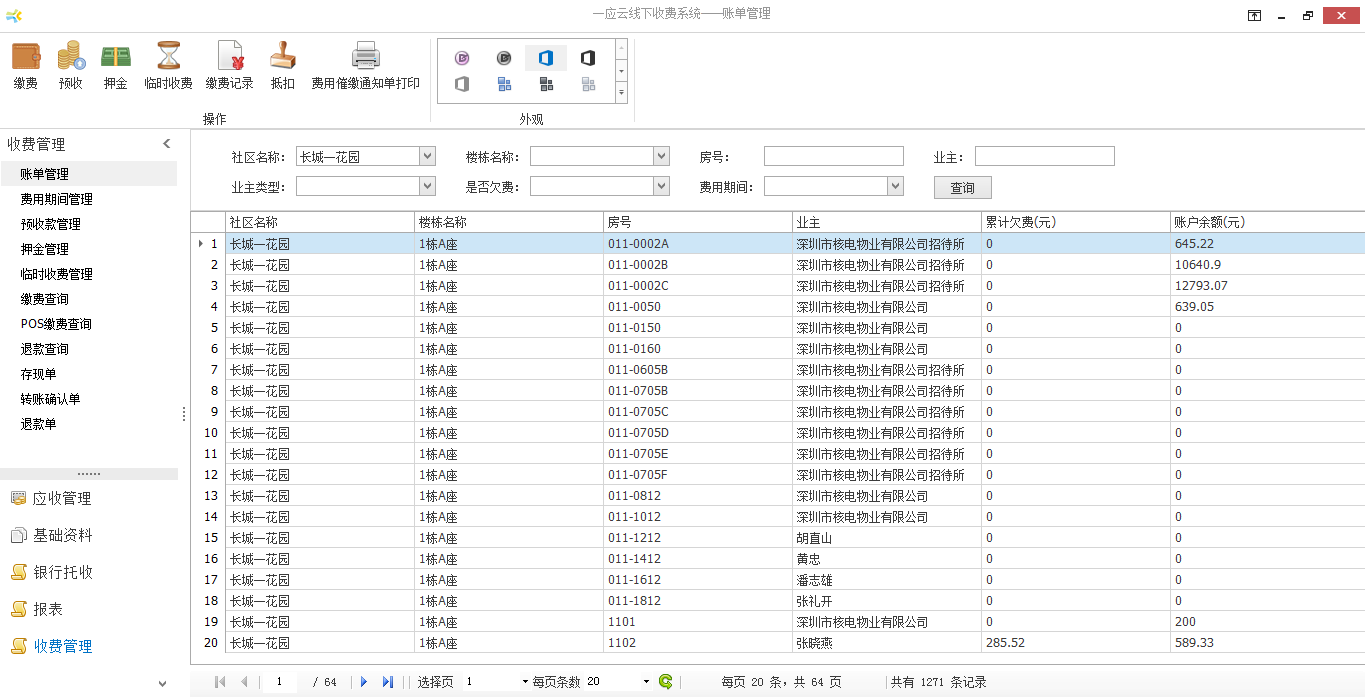 一应云线下收费系统——账单管理
缴费 预收 押金 临时收费 缴费记录 抵扣 费用催缴通知单打印
操作 外观
收费管理
账单管理
费用期间管理
预收款管理
押金管理
临时收费管理
缴费查询
POS缴费查询
退款查询
存现单
转账确认单
退款单
应收管理
基础资料
银行托收
报表
收费管理
社区名称: 长城一花园 楼栋名称: 房号: 业主:
业主类型: 是否欠费: 费用期间: 查询
社区名称 楼栋名称 房号 业主 累计欠费(元) 账户余额(元)
1 长城一花园 1栋A座 011-0002A 深圳市核电物业有限公司招待所 0 645.22
2 长城一花园 1栋A座 011-0002B 深圳市核电物业有限公司招待所 0 10640.9
3 长城一花园 1栋A座 011-0002C 深圳市核电物业有限公司招待所 0 12793.07
4 长城一花园 1栋A座 011-0050 深圳市核电物业有限公司 0 639.05
5 长城一花园 1栋A座 011-0150 深圳市核电物业有限公司 0 0
6 长城一花园 1栋A座 011-0160 深圳市核电物业有限公司 0 0
7 长城一花园 1栋A座 011-0605B 深圳市核电物业有限公司招待所 0 0
8 长城一花园 1栋A座 011-0705B 深圳市核电物业有限公司招待所 0 0
9 长城一花园 1栋A座 011-0705C 深圳市核电物业有限公司招待所 0 0
10 长城一花园 1栋A座 011-0705D 深圳市核电物业有限公司招待所 0 0
11 长城一花园 1栋A座 011-0705E 深圳市核电物业有限公司招待所 0 0
12 长城一花园 1栋A座 011-0705F 深圳市核电物业有限公司招待所 0 0
13 长城一花园 1栋A座 011-0812 深圳市核电物业有限公司 0 0
14 长城一花园 1栋A座 011-1012 深圳市核电物业有限公司 0 0
15 长城一花园 1栋A座 011-1212 胡直山 0 0
16 长城一花园 1栋A座 011-1412 黄忠 0 0
17 长城一花园 1栋A座 011-1612 潘志雄 0 0
18 长城一花园 1栋A座 011-1812 张礼开 0 0
19 长城一花园 1栋A座 1101 深圳市核电物业有限公司 0 200
20 长城一花园 1栋A座 1102 张晓燕 285.52 589.33
1 / 64 选择页 1 每页条数 20 每页 20 条，共 64 页 共有 1271 条记录